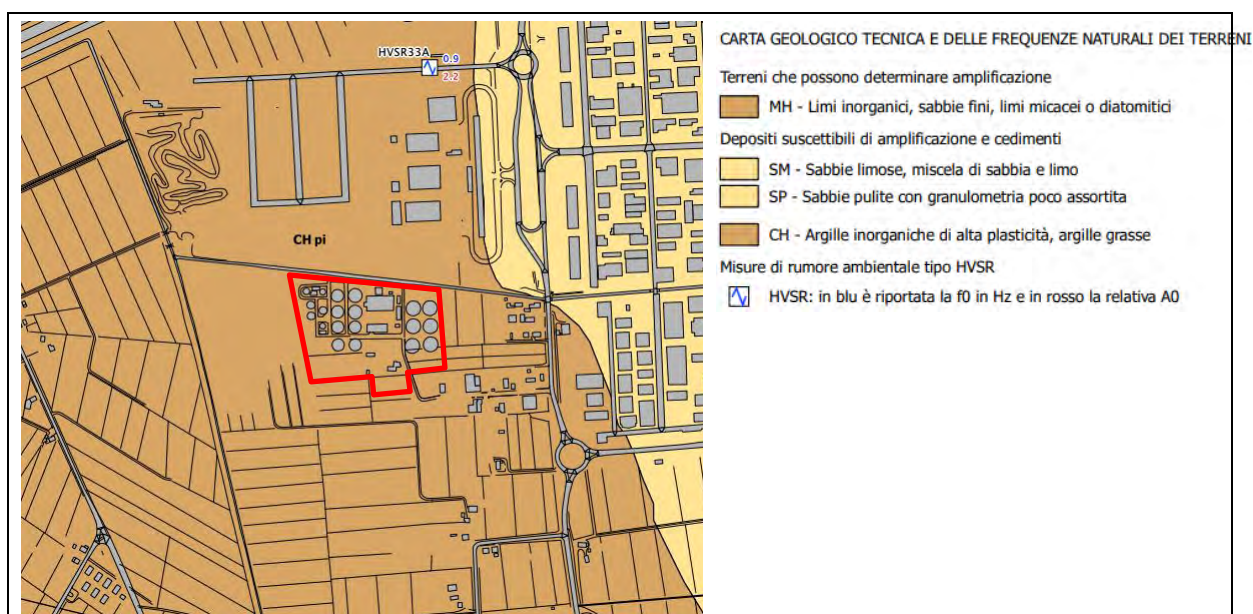 HVSR33A
0.9
2.2
CH pi
CARTA GEOLOGICO TECNICA E DELLE FREQUENZE NATURALI DEI TERRENI
Terreni che possono determinare amplificazione
MH - Limi inorganici, sabbie fini, limi micacei o diatomitici
Depositi suscettibili di amplificazione e cedimenti
SM - Sabbie limose, miscela di sabbia e limo
SP - Sabbie pulite con granulometria poco assortita
CH - Argille inorganiche di alta plasticità, argille grasse
Misure di rumore ambientale tipo HVSR
HVSR: in blu è riportata la f0 in Hz e in rosso la relativa A0